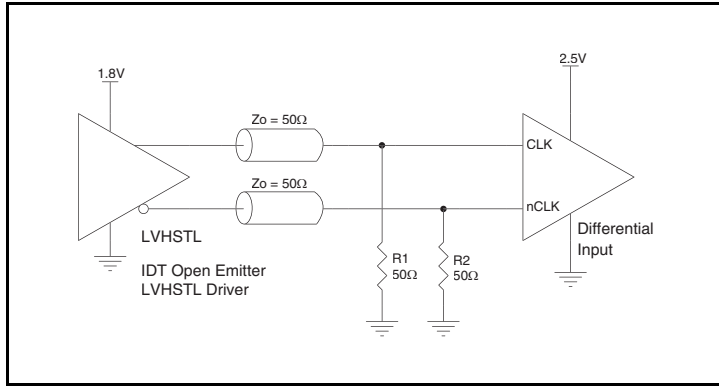 1.8V
2.5V
Zo = 50Ω
CLK
Zo = 50Ω
nCLK
LVHSTL
IDT Open Emitter
LVHSTL Driver
R1
50Ω
R2
50Ω
Differential
Input